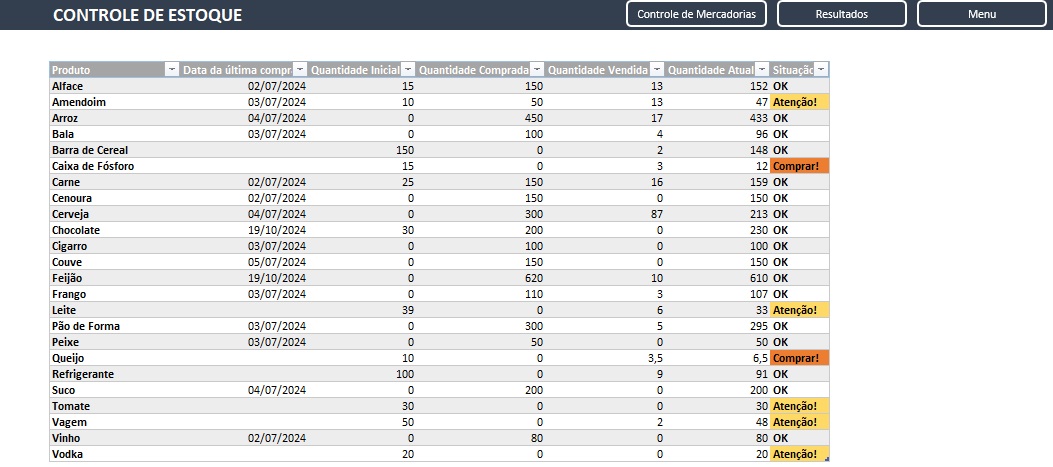 CONTROLE DE ESTOQUE Controle de Mercadorias Resultados Menu
Produto Data da última compr Quantidade Inicial Quantidade Comprada Quantidade Vendida Quantidade Atual Situação
Alface 02/07/2024 15 150 13 152 OK
Amendoim 03/07/2024 10 50 13 47 Atenção!
Arroz 04/07/2024 0 450 17 433 OK
Bala 03/07/2024 0 100 4 96 OK
Barra de Cereal 150 0 2 148 OK
Caixa de Fósforo 15 0 3 12 Comprar!
Carne 02/07/2024 25 150 16 159 OK
Cenoura 02/07/2024 0 150 0 150 OK
Cerveja 04/07/2024 0 300 87 213 OK
Chocolate 19/10/2024 30 200 0 230 OK
Cigarro 03/07/2024 0 100 0 100 OK
Couve 05/07/2024 0 150 0 150 OK
Feijão 19/10/2024 0 620 10 610 OK
Frango 03/07/2024 0 110 3 107 OK
Leite 39 0 6 33 Atenção!
Pão de Forma 03/07/2024 0 300 5 295 OK
Peixe 03/07/2024 0 50 0 50 OK
Queijo 10 0 3,5 6,5 Comprar!
Refrigerante 100 0 9 91 OK
Suco 04/07/2024 0 200 0 200 OK
Tomate 30 0 0 30 Atenção!
Vagem 50 0 2 48 Atenção!
Vinho 02/07/2024 0 80 0 80 OK
Vodka 20 0 0 20 Atenção!